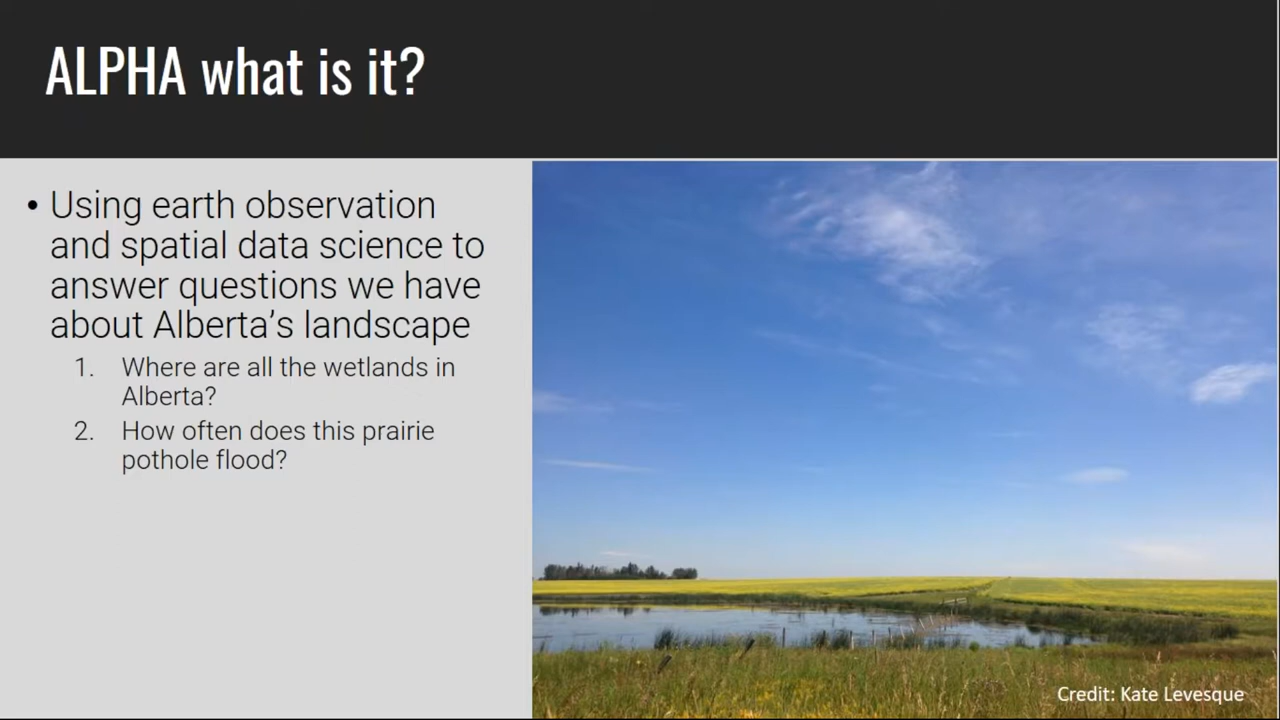 ALPHA what is it?
• Using earth observation
and spatial data science to
answer questions we have
about Alberta's landscape
1. Where are all the wetlands in
Alberta?
2. How often does this prairie
pothole flood?
Credit: Kate Levesque